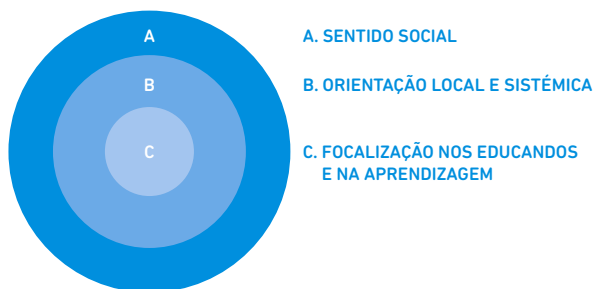 A
A. SENTIDO SOCIAL
B
B. ORIENTAÇÃO LOCAL E SISTÉMICA
C
C. FOCALIZAÇÃO NOS EDUCANDOS
E NA APRENDIZAGEM